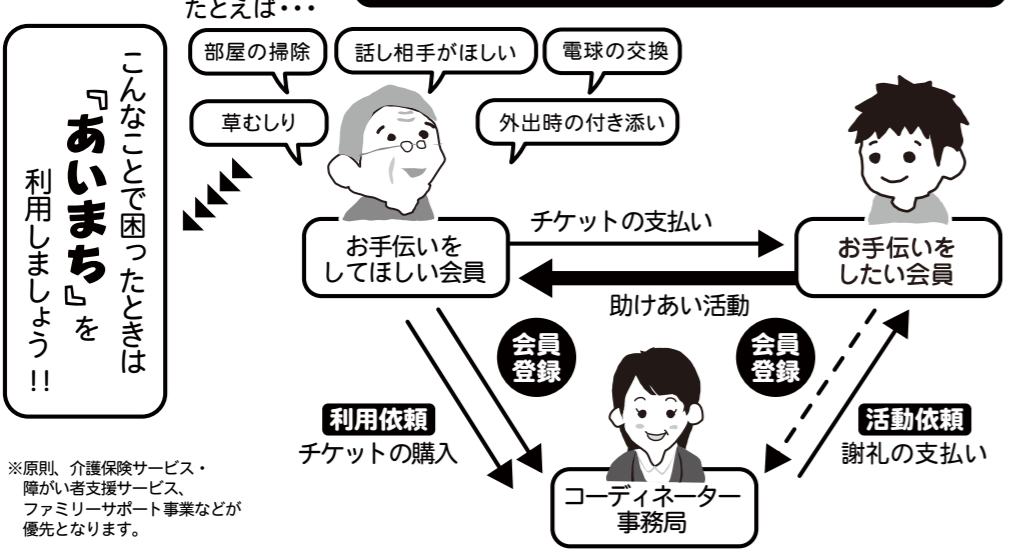 たとえば・・・
部屋の掃除
話し相手がほしい
電球の交換
草むしり
外出時の付き添い
こんなことで困ったときは
『あいまち』を
利用しましょう!!
お手伝いを
してほしい会員
チケットの支払い
お手伝いを
したい会員
助けあい活動
会員
登録
会員
登録
利用依頼
チケットの購入
活動依頼
謝礼の支払い
コーディネーター
事務局
※原則、介護保険サービス・
障がい者支援サービス、
ファミリーサポート事業などが
優先となります。